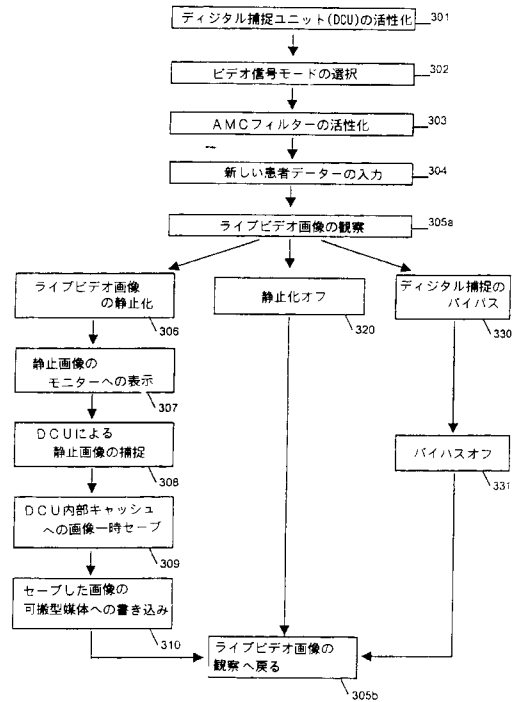 ディジタル捕捉ユニット(DCU)の活性化
301
ビデオ信号モードの選択
302
AMCフィルターの活性化
303
新しい患者データーの入力
304
ライブビデオ画像の観察
305a
ライブビデオ画像
の静止化
306
静止化オフ
320
ディジタル捕捉の
バイパス
330
静止画像の
モニターへの表示
307
DCUによる
静止画像の捕捉
308
バイパスオフ
331
DCU内部キャッシュ
への画像一時セーブ
309
セーブした画像の
可搬型媒体への書き込み
310
ライブビデオ画像の
観察へ戻る
305b